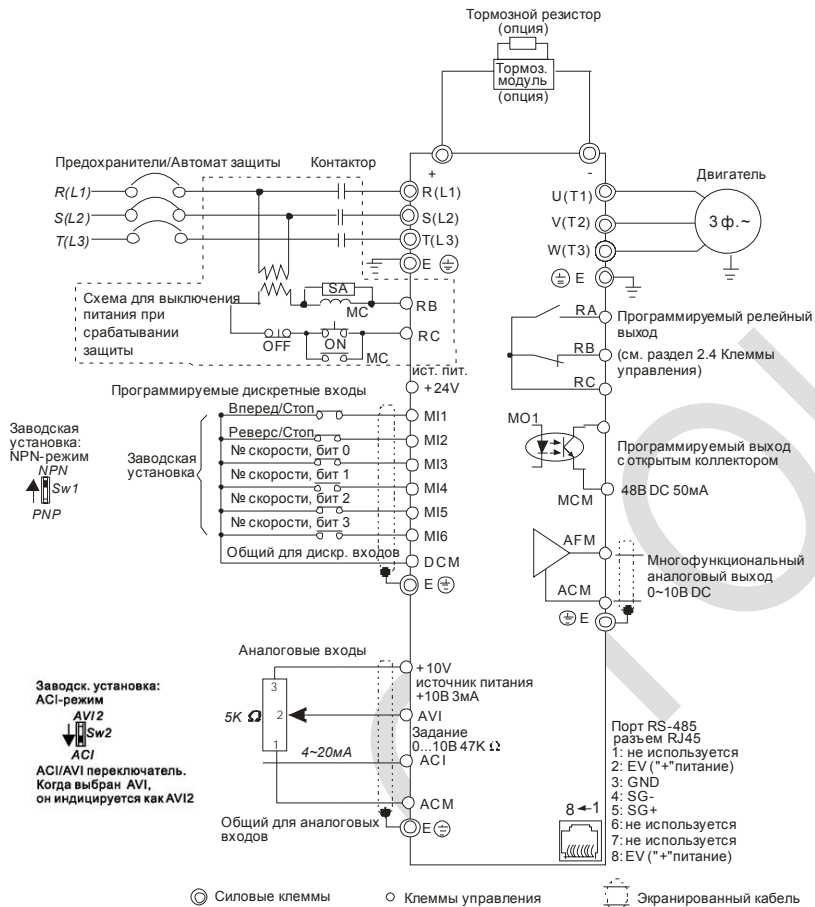 Тормозной резистор
(опция)
Тормоз.
модуль
(опция)
Предохранители/Автомат защиты
Контактор
+
-
Двигатель
R(L1)
R(L1)
U(T1)
S(L2)
S(L2)
V(T2)
3 ф.~
T(L3)
T(L3)
W(T3)
E
E
Схема для выключения
питания при
срабатывании
защиты
SA
MC
RB
OFF
ON
MC
RC
RA
Программируемый релейный
выход
RB
(см. раздел 2.4 Клеммы
управления)
RC
ист. пит.
+24V
Программируемые дискретные входы
Заводская
установка:
NPN-режим
NPN
Sw1
PNP
Заводская
установка
Вперед/Стоп
MI1
Реверс/Стоп
MI2
№ скорости, бит 0
MI3
№ скорости, бит 1
MI4
№ скорости, бит 2
MI5
№ скорости, бит 3
MI6
Общий для дискр. входов
DCM
E
MO1
Программируемый выход
с открытым коллектором
MCM
48В DC 50мА
AFM
Многофункциональный
аналоговый выход
0~10В DC
ACM
E
Аналоговые входы
+10V
источник питания
+10В 3мА
3
5K Ω
2
AVI
Задание
0...10В 47K Ω
1
4~20мА
ACI
ACM
Общий для аналоговых
входов
E
Заводск. установка:
ACI-режим
AVI2
Sw2
ACI
ACI/AVI переключатель.
Когда выбран AVI,
он индицируется как AVI2
Порт RS-485
разъем RJ45
1: не используется
2: EV ("+"питание)
3: GND
4: SG-
5: SG+
6: не используется
7: не используется
8: EV ("+"питание)
8←1
Силовые клеммы
Клеммы управления
Экранированный кабель